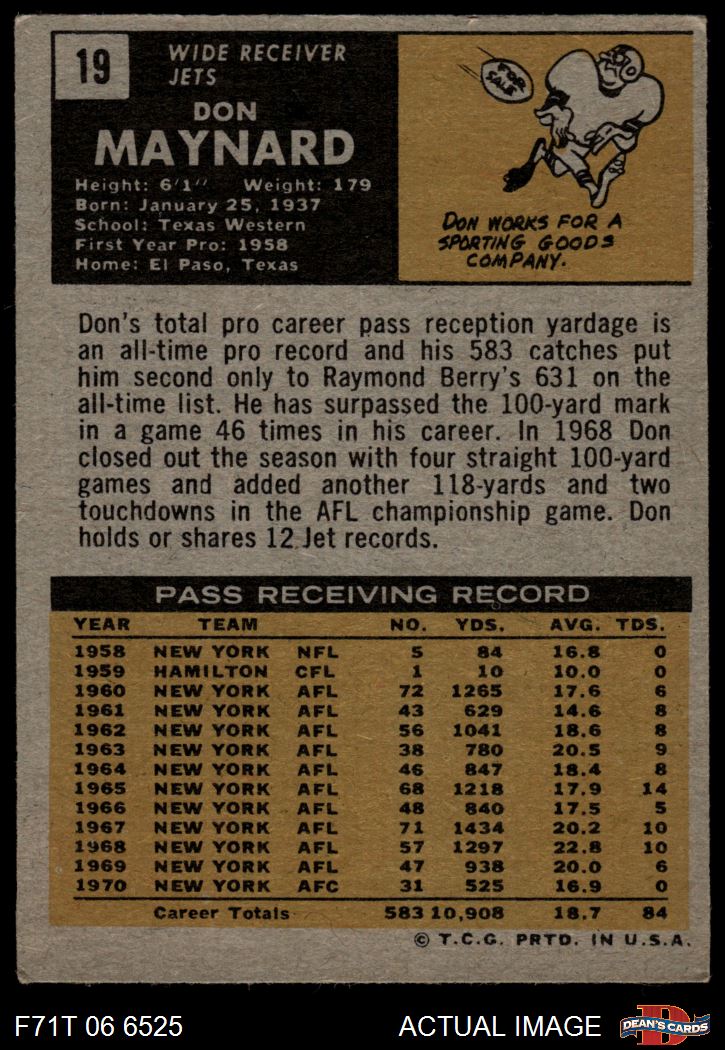 19
WIDE RECEIVER
JETS
DON
MAYNARD
Height: 6'1" Weight: 179
Born: January 25, 1937
School: Texas Western
First Year Pro: 1958
Home: El Paso, Texas
FOR
SALE
DON WORKS FOR A
SPORTING GOODS
COMPANY.
Don's total pro career pass reception yardage is
an all-time pro record and his 583 catches put
him second only to Raymond Berry's 631 on the
all-time list. He has surpassed the 100-yard mark
in a game 46 times in his career. In 1968 Don
closed out the season with four straight 100-yard
games and added another 118-yards and two
touchdowns in the AFL championship game. Don
holds or shares 12 Jet records.
PASS RECEIVING RECORD
YEAR TEAM NO. YDS. AVG. TDS.
1958 NEW YORK NFL 5 84 16.8 0
1959 HAMILTON CFL 1 10 10.0 0
1960 NEW YORK AFL 72 1265 17.6 6
1961 NEW YORK AFL 43 629 14.6 8
1962 NEW YORK AFL 56 1041 18.6 8
1963 NEW YORK AFL 38 780 20.5 9
1964 NEW YORK AFL 46 847 18.4 8
1965 NEW YORK AFL 68 1218 17.9 14
1966 NEW YORK AFL 48 840 17.5 5
1967 NEW YORK AFL 71 1434 20.2 10
1968 NEW YORK AFL 57 1297 22.8 10
1969 NEW YORK AFL 47 938 20.0 6
1970 NEW YORK AFC 31 525 16.9 0
Career Totals 583 10,908 18.7 84
© T.C.G. PRTD. IN U.S.A.
F71T 06 6525 ACTUAL IMAGE
DEAN'S CARDS